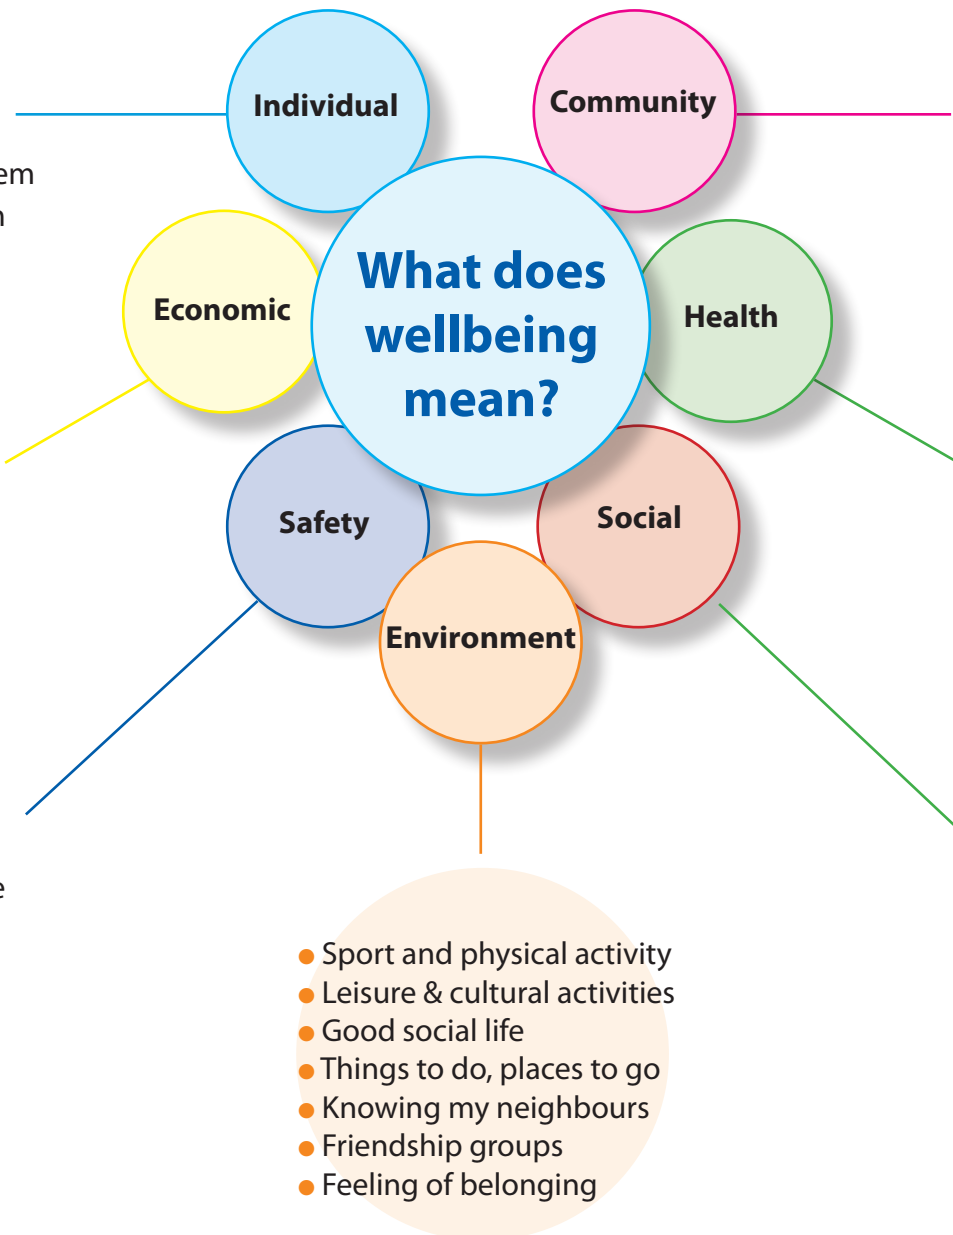 Individual
Community
What does
wellbeing
mean?
Economic
Health
Safety
Social
Environment
● Sport and physical activity
● Leisure & cultural activities
● Good social life
● Things to do, places to go
● Knowing my neighbours
● Friendship groups
● Feeling of belonging